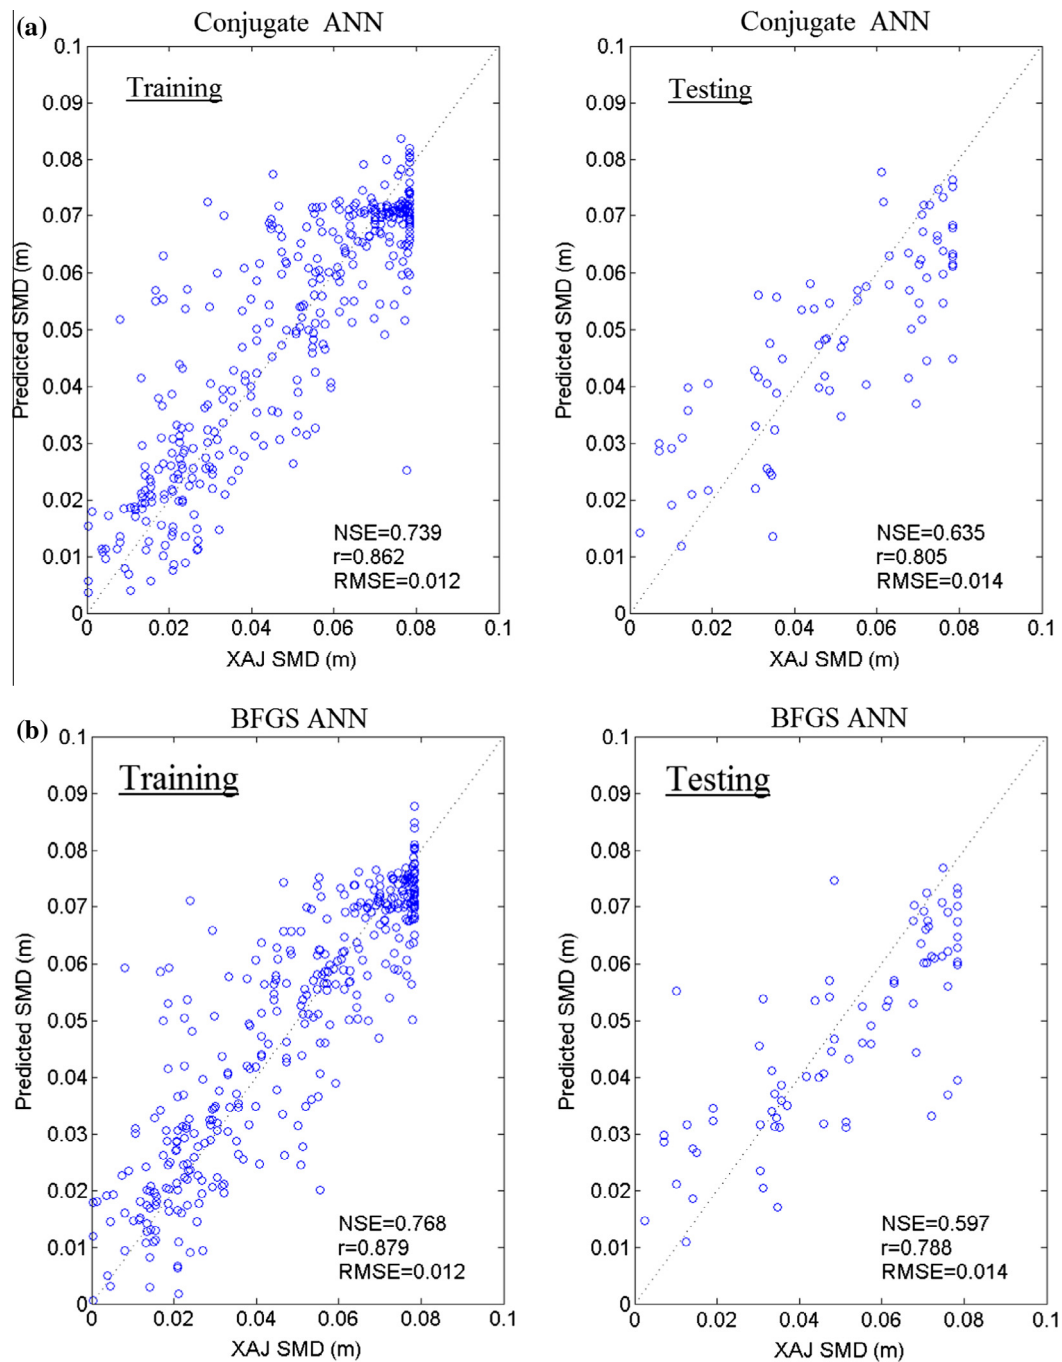 (a)
Conjugate ANN
Training
0.1
0.09
0.08
0.07
0.06
0.05
0.04
0.03
0.02
0.01
0
Predicted SMD (m)
NSE=0.739
r=0.862
RMSE=0.012
0 0.02 0.04 0.06 0.08 0.1
XAJ SMD (m)
Conjugate ANN
Testing
0.1
0.09
0.08
0.07
0.06
0.05
0.04
0.03
0.02
0.01
0
Predicted SMD (m)
NSE=0.635
r=0.805
RMSE=0.014
0 0.02 0.04 0.06 0.08 0.1
XAJ SMD (m)
(b)
BFGS ANN
Training
0.1
0.09
0.08
0.07
0.06
0.05
0.04
0.03
0.02
0.01
0
Predicted SMD (m)
NSE=0.768
r=0.879
RMSE=0.012
0 0.02 0.04 0.06 0.08 0.1
XAJ SMD (m)
BFGS ANN
Testing
0.1
0.09
0.08
0.07
0.06
0.05
0.04
0.03
0.02
0.01
0
Predicted SMD (m)
NSE=0.597
r=0.788
RMSE=0.014
0 0.02 0.04 0.06 0.08 0.1
XAJ SMD (m)